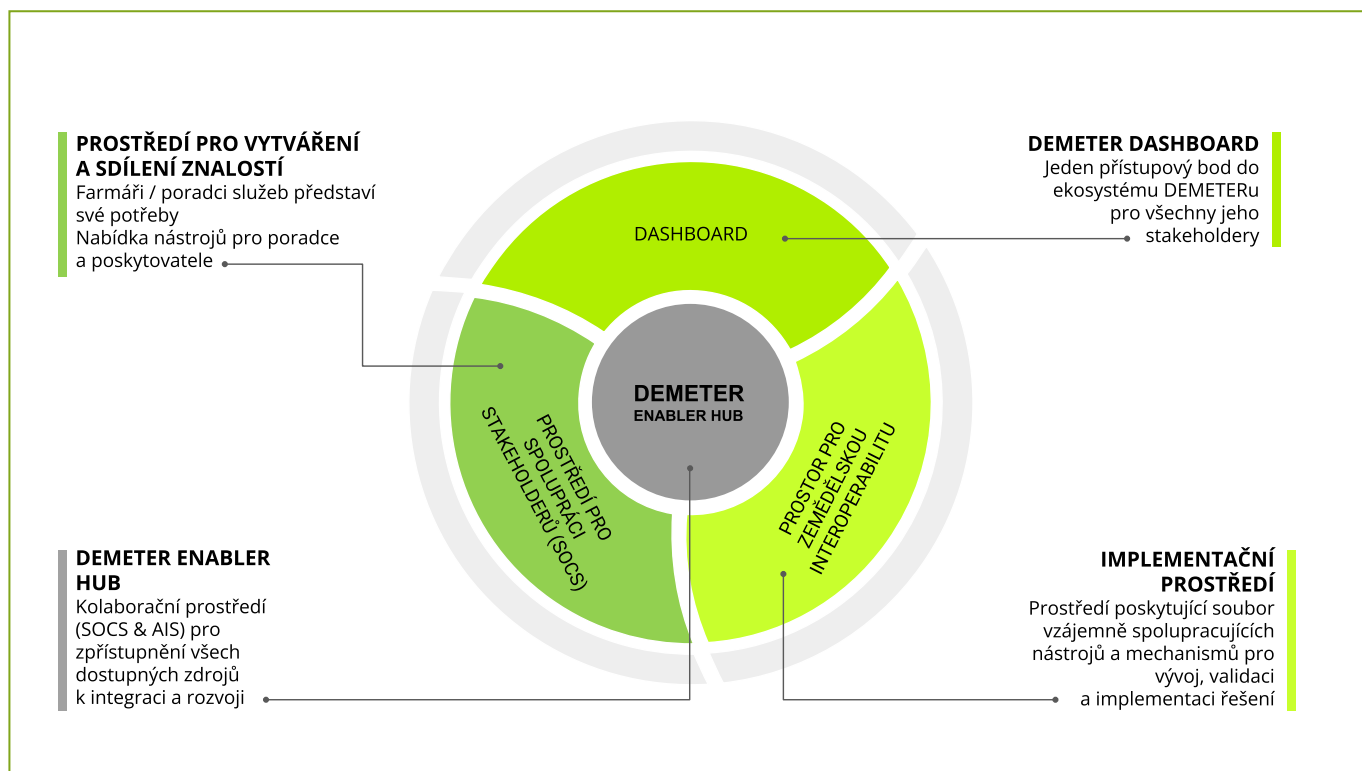 PROSTŘEDÍ PRO VYTVÁŘENÍ
A SDÍLENÍ ZNALOSTÍ
Farmáři / poradci služeb představí
své potřeby
Nabídka nástrojů pro poradce
a poskytovatele
DEMETER DASHBOARD
Jeden přístupový bod do
ekosystému DEMETERu
pro všechny jeho
stakeholdery
DASHBOARD
DEMETER
ENABLER HUB
PROSTŘEDÍ PRO
SPOLUPRÁCI
STAKEHOLDERŮ (SOCS)
PROSTOR PRO
ZEMĚDĚLSKOU
INTEROPERABILITU
DEMETER ENABLER
HUB
Kolaborační prostředí
(SOCS & AIS) pro
zpřístupnění všech
dostupných zdrojů
k integraci a rozvoji
IMPLEMENTAČNÍ
PROSTŘEDÍ
Prostředí poskytující soubor
vzájemně spolupracujících
nástrojů a mechanismů pro
vývoj, validaci
a implementaci řešení